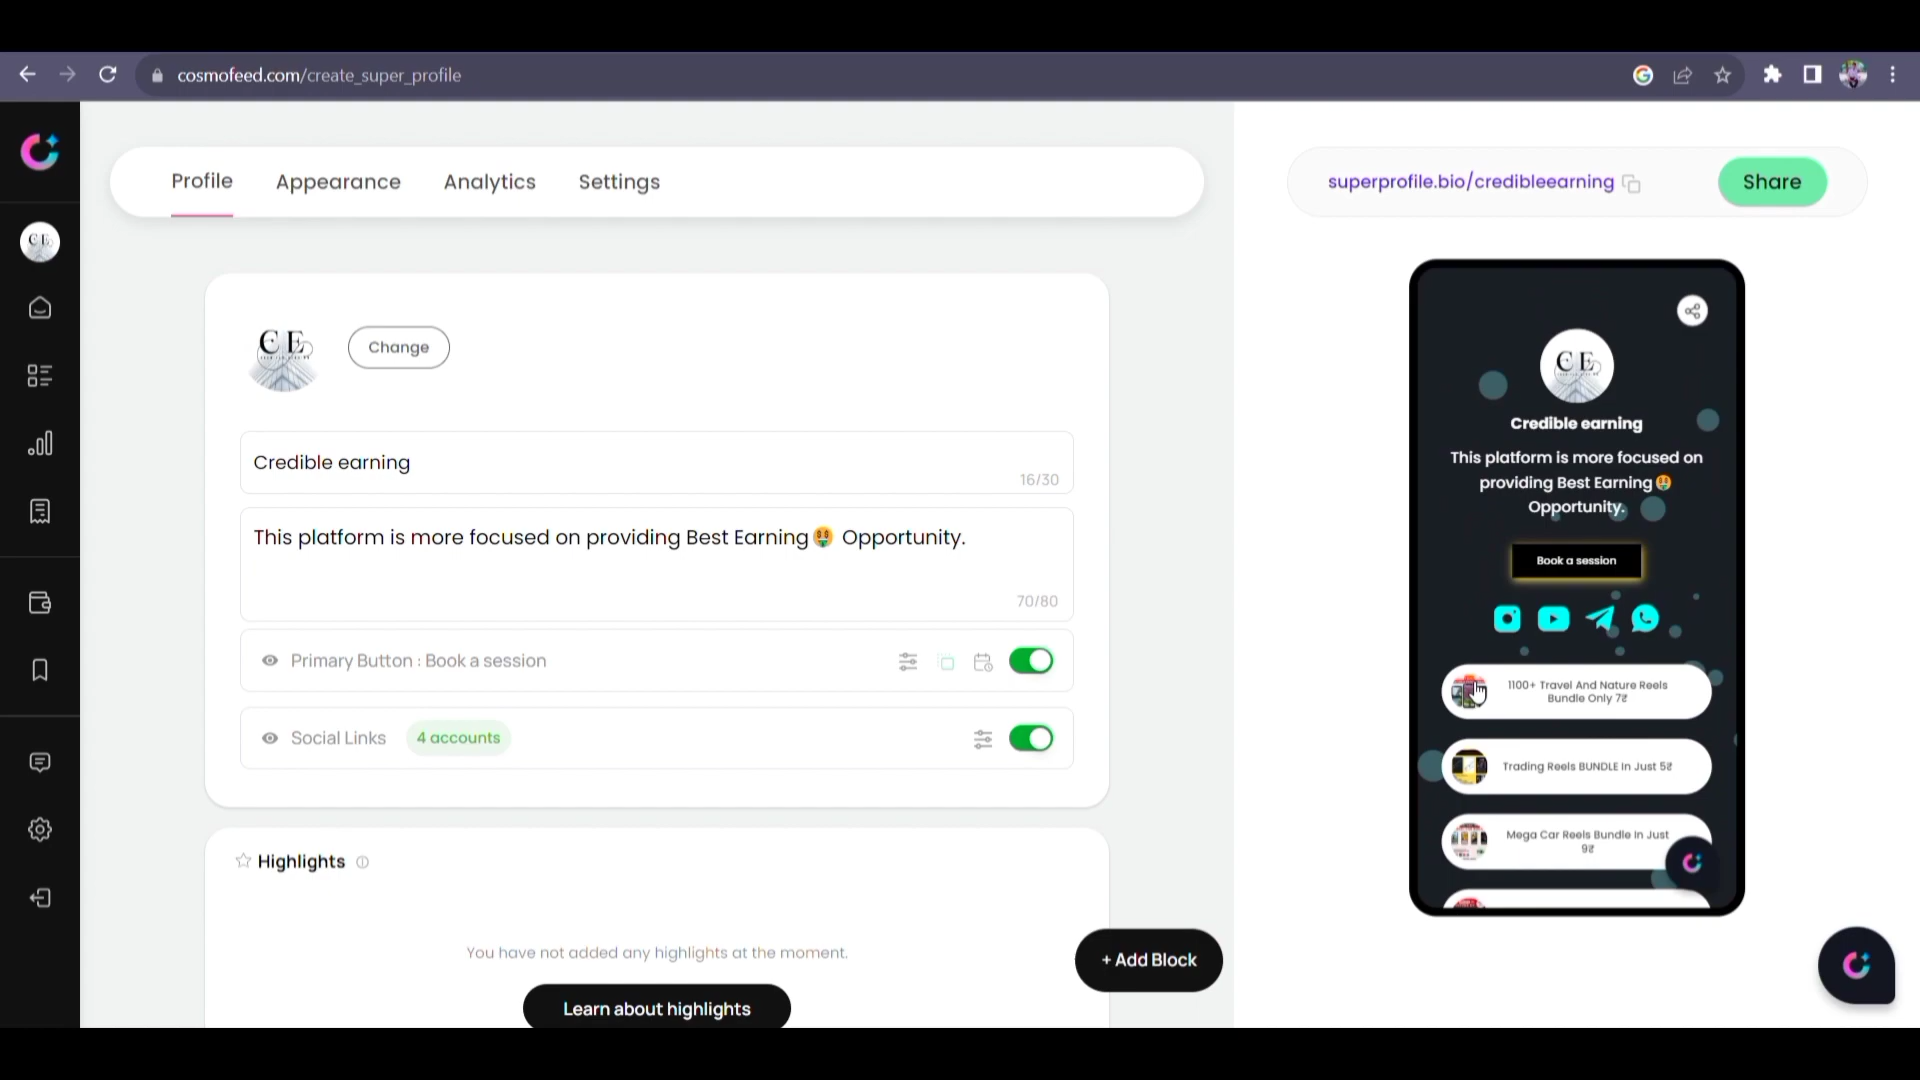 cosmofeed.com/create_super_profile
Profile
Appearance
Analytics
Settings
superprofile.bio/credibleearning
Share
CE
CE
Change
Credible earning
16/30
This platform is more focused on providing Best Earning🤑 Opportunity.
70/80
Primary Button : Book a session
Social Links
4 accounts
Highlights
You have not added any highlights at the moment.
Learn about highlights
+ Add Block
CE
Credible earning
This platform is more focused on
providing Best Earning🤑
Opportunity.
Book a session
1100+ Travel And Nature Reels
Bundle Only 7₹
Trading Reels BUNDLE In Just 5₹
Mega Car Reels Bundle In Just
9₹